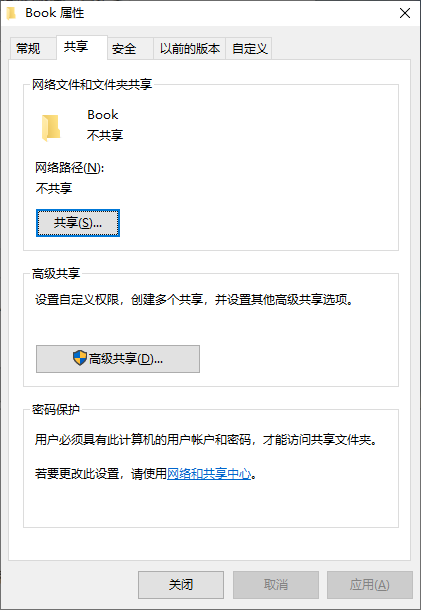 Book 属性
常规 共享 安全 以前的版本 自定义
网络文件和文件夹共享
Book
不共享
网络路径(N):
不共享
共享(S)...
高级共享
设置自定义权限，创建多个共享，并设置其他高级共享选项。
高级共享(D)...
密码保护
用户必须具有此计算机的用户帐户和密码，才能访问共享文件夹。
若要更改此设置，请使用网络和共享中心。
关闭 取消 应用(A)